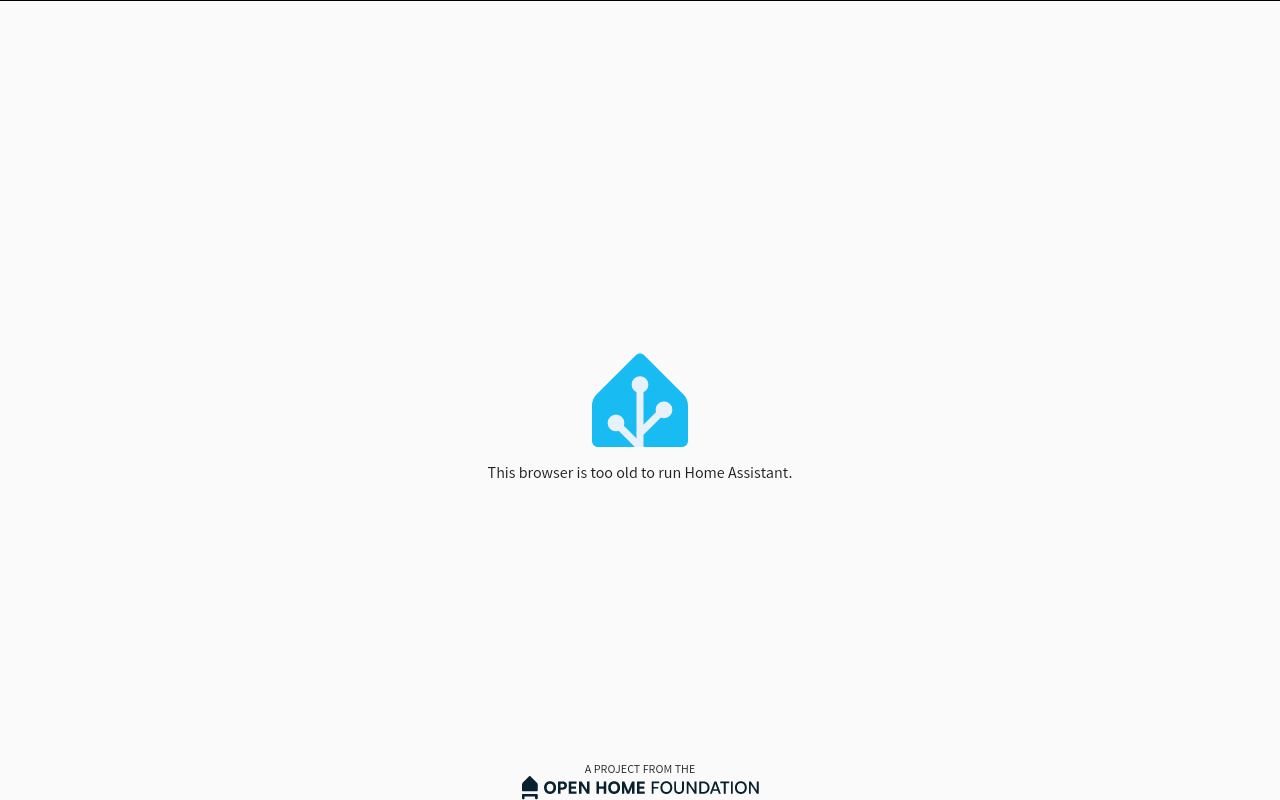 This browser is too old to run Home Assistant.
A PROJECT FROM THE
OPEN HOME FOUNDATION